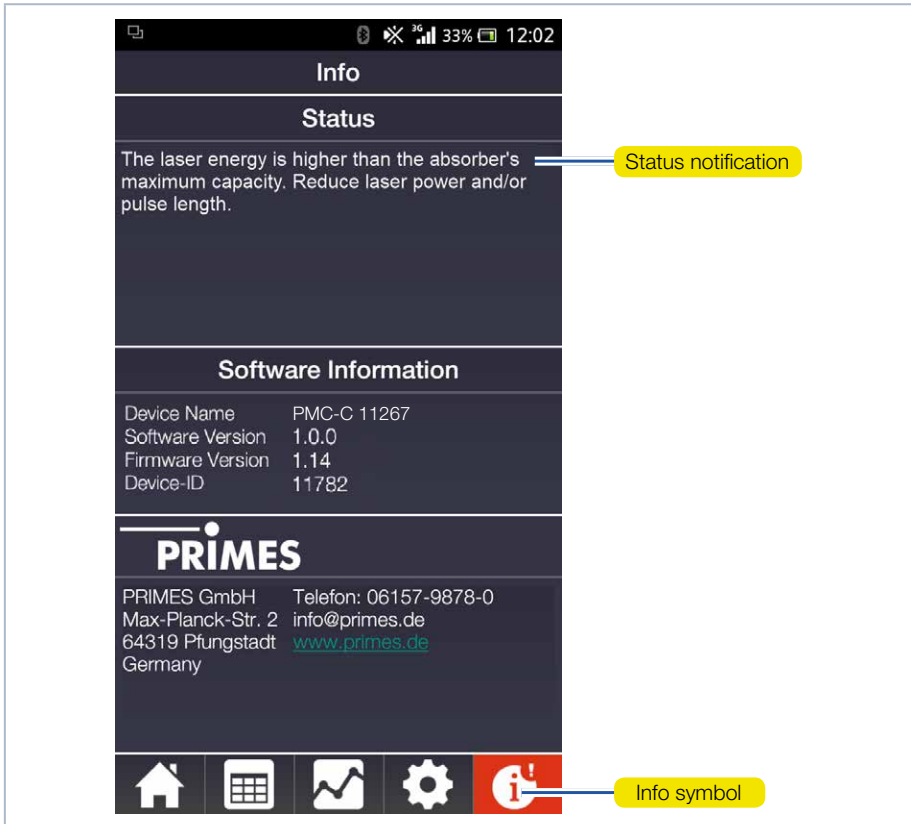 3G 33% 12:02
Info
Status
The laser energy is higher than the absorber's
maximum capacity. Reduce laser power and/or
pulse length.
Status notification
Software Information
Device Name PMC-C 11267
Software Version 1.0.0
Firmware Version 1.14
Device-ID 11782
PRIMES
PRIMES GmbH Telefon: 06157-9878-0
Max-Planck-Str. 2 info@primes.de
64319 Pfungstadt www.primes.de
Germany
i!
Info symbol